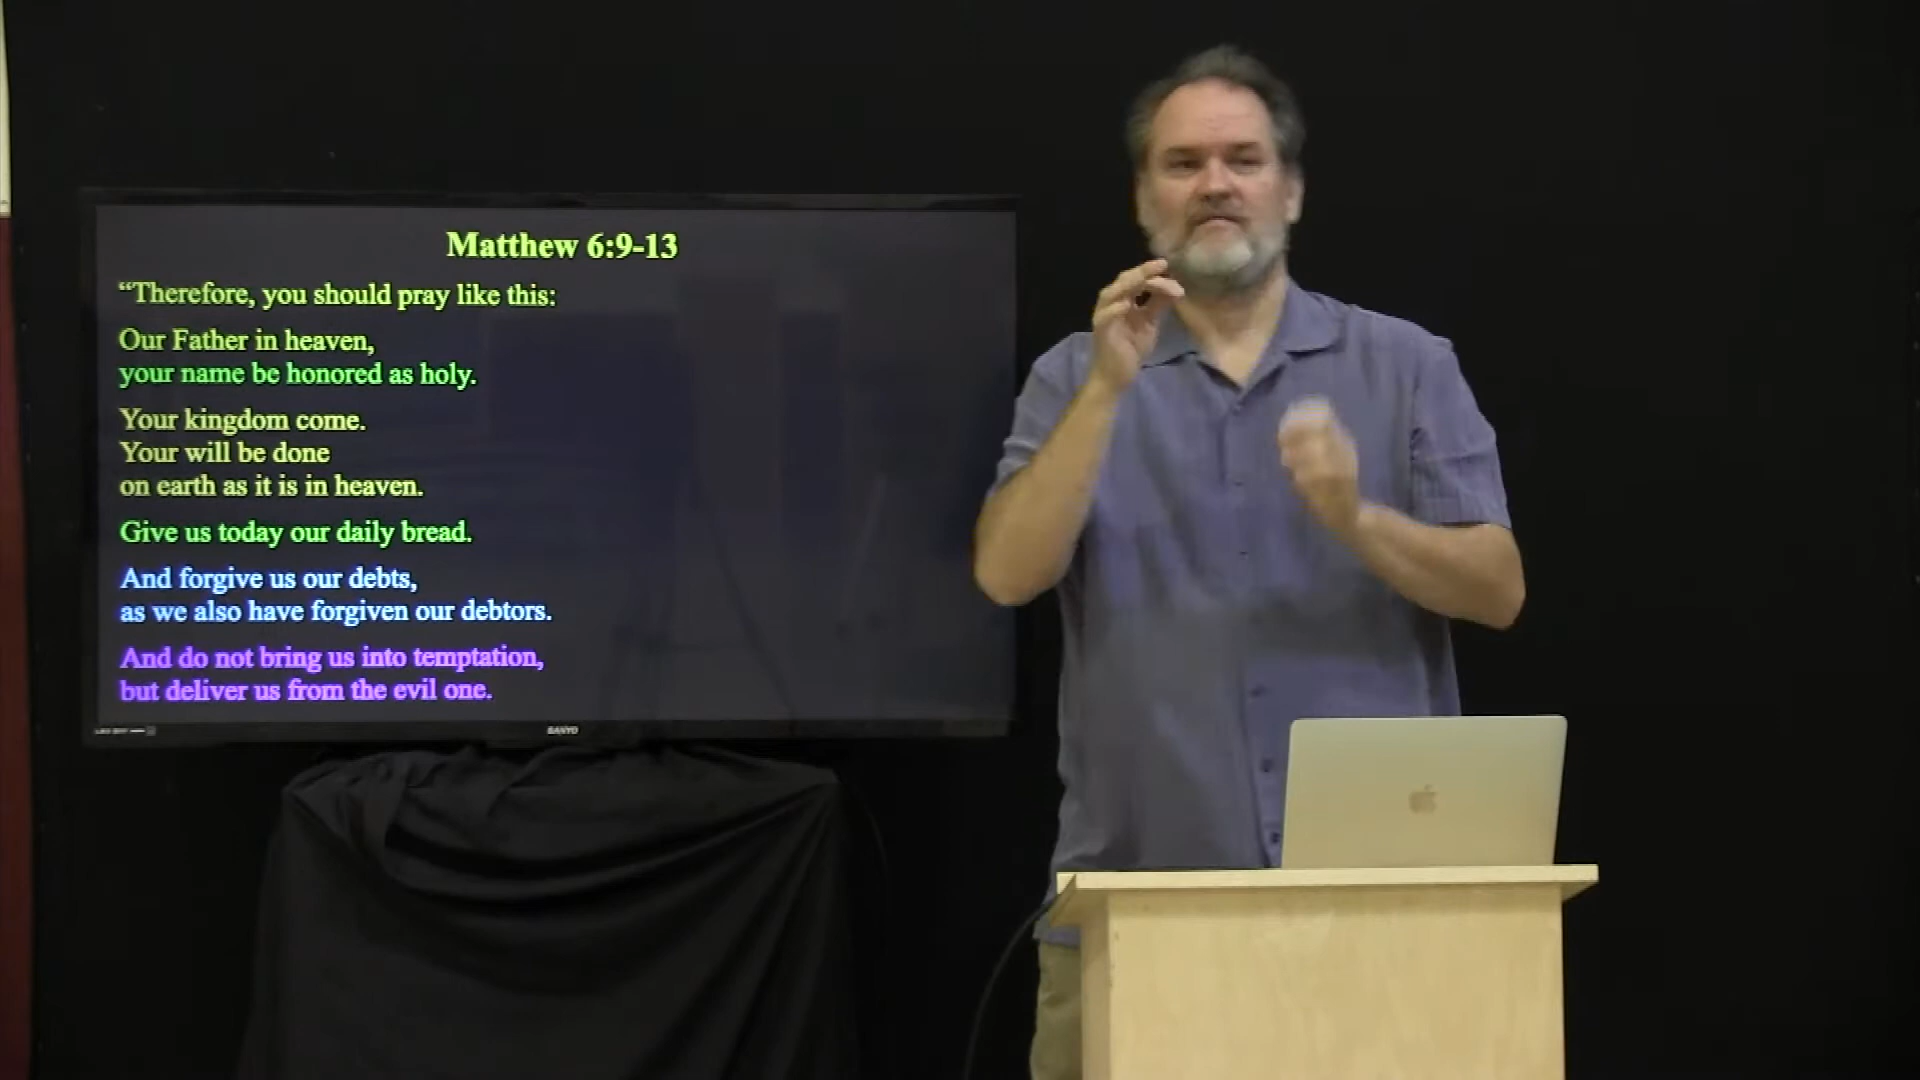 Matthew 6:9-13
“Therefore, you should pray like this:
Our Father in heaven,
your name be honored as holy.
Your kingdom come.
Your will be done
on earth as it is in heaven.
Give us today our daily bread.
And forgive us our debts,
as we also have forgiven our debtors.
And do not bring us into temptation,
but deliver us from the evil one.
SANYO